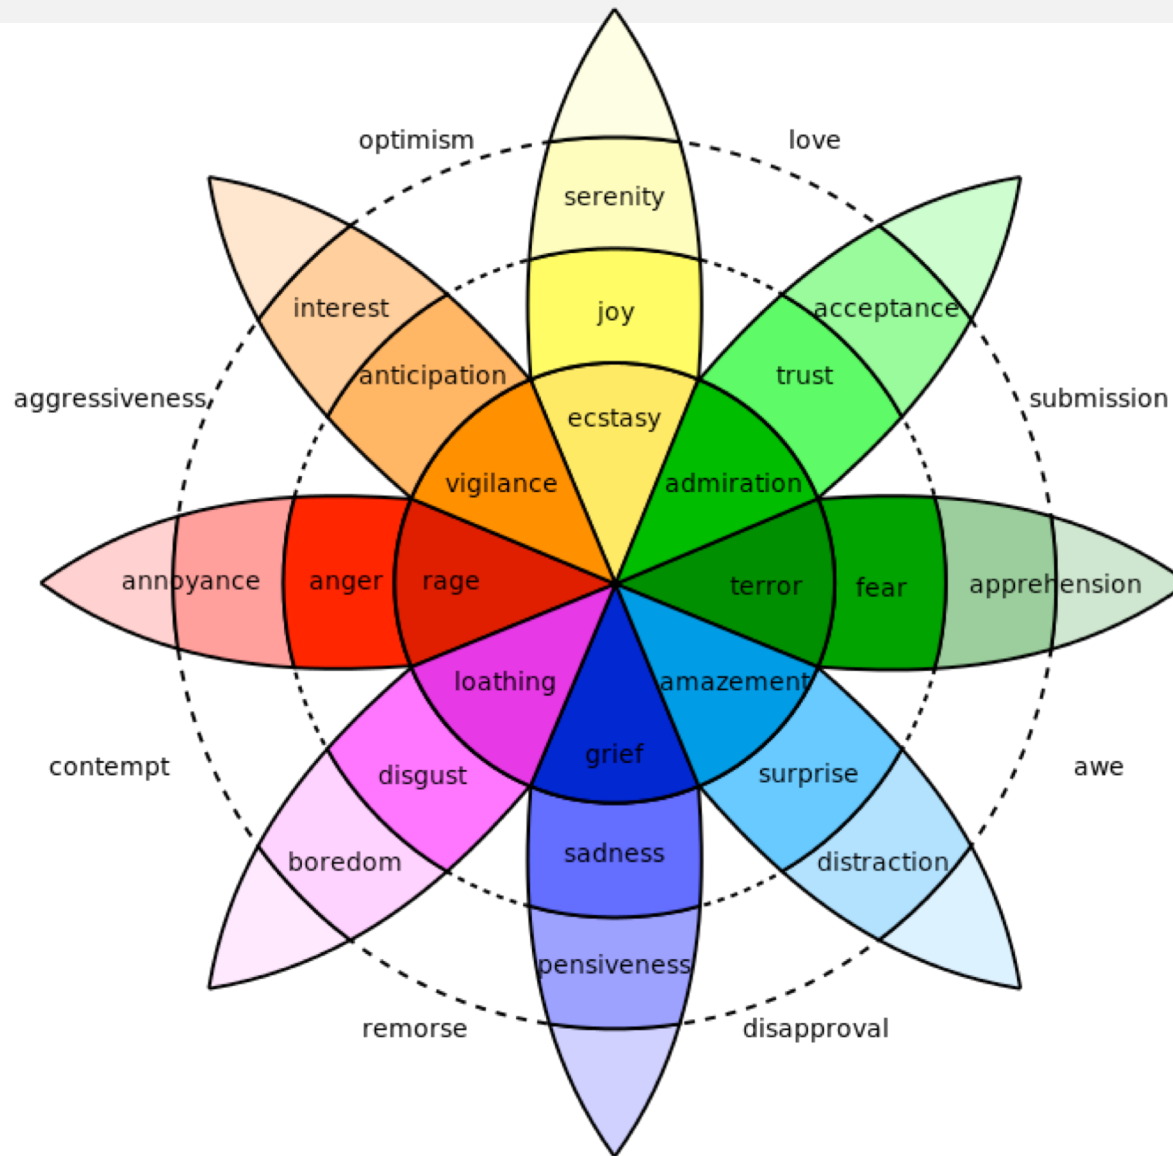 optimism
love
serenity
interest
joy
acceptance
anticipation
trust
aggressiveness
submission
ecstasy
vigilance
admiration
annoyance
anger
rage
terror
fear
apprehension
loathing
amazement
contempt
grief
awe
disgust
surprise
boredom
sadness
distraction
pensiveness
remorse
disapproval